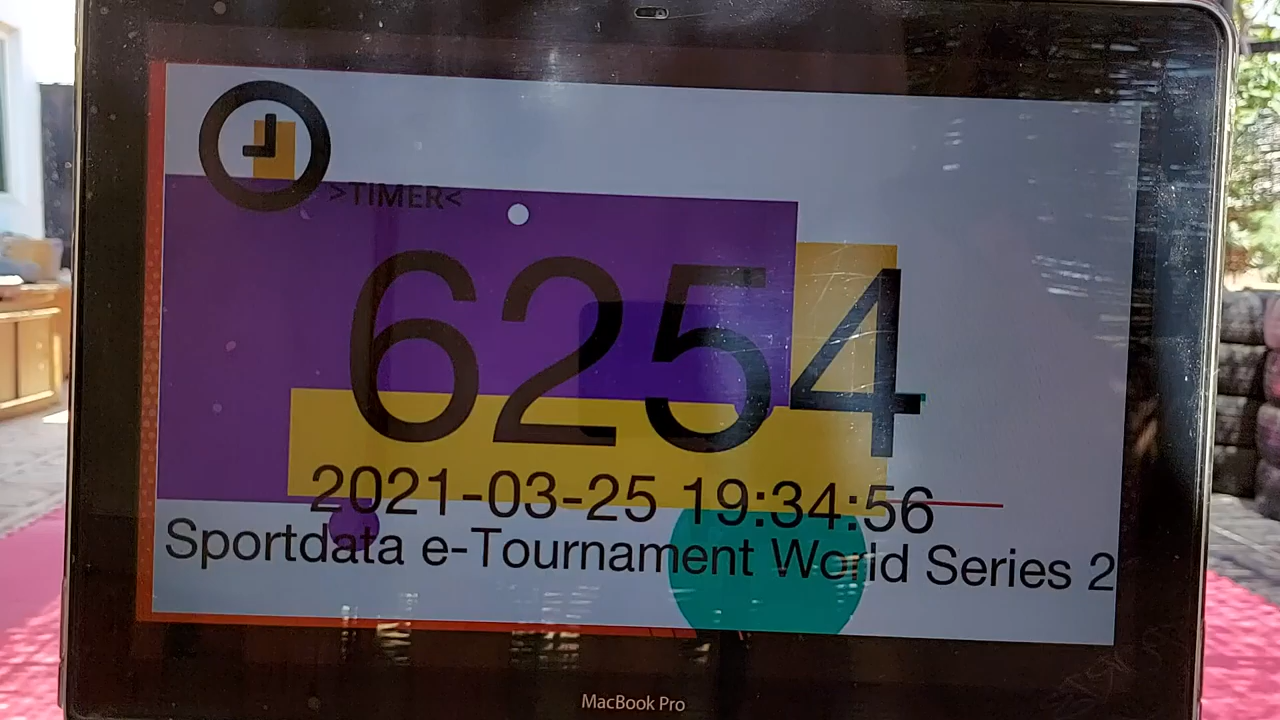 >TIMER<
6254
2021-03-25 19:34:56
Sportdata e-Tournament World Series 2
MacBook Pro